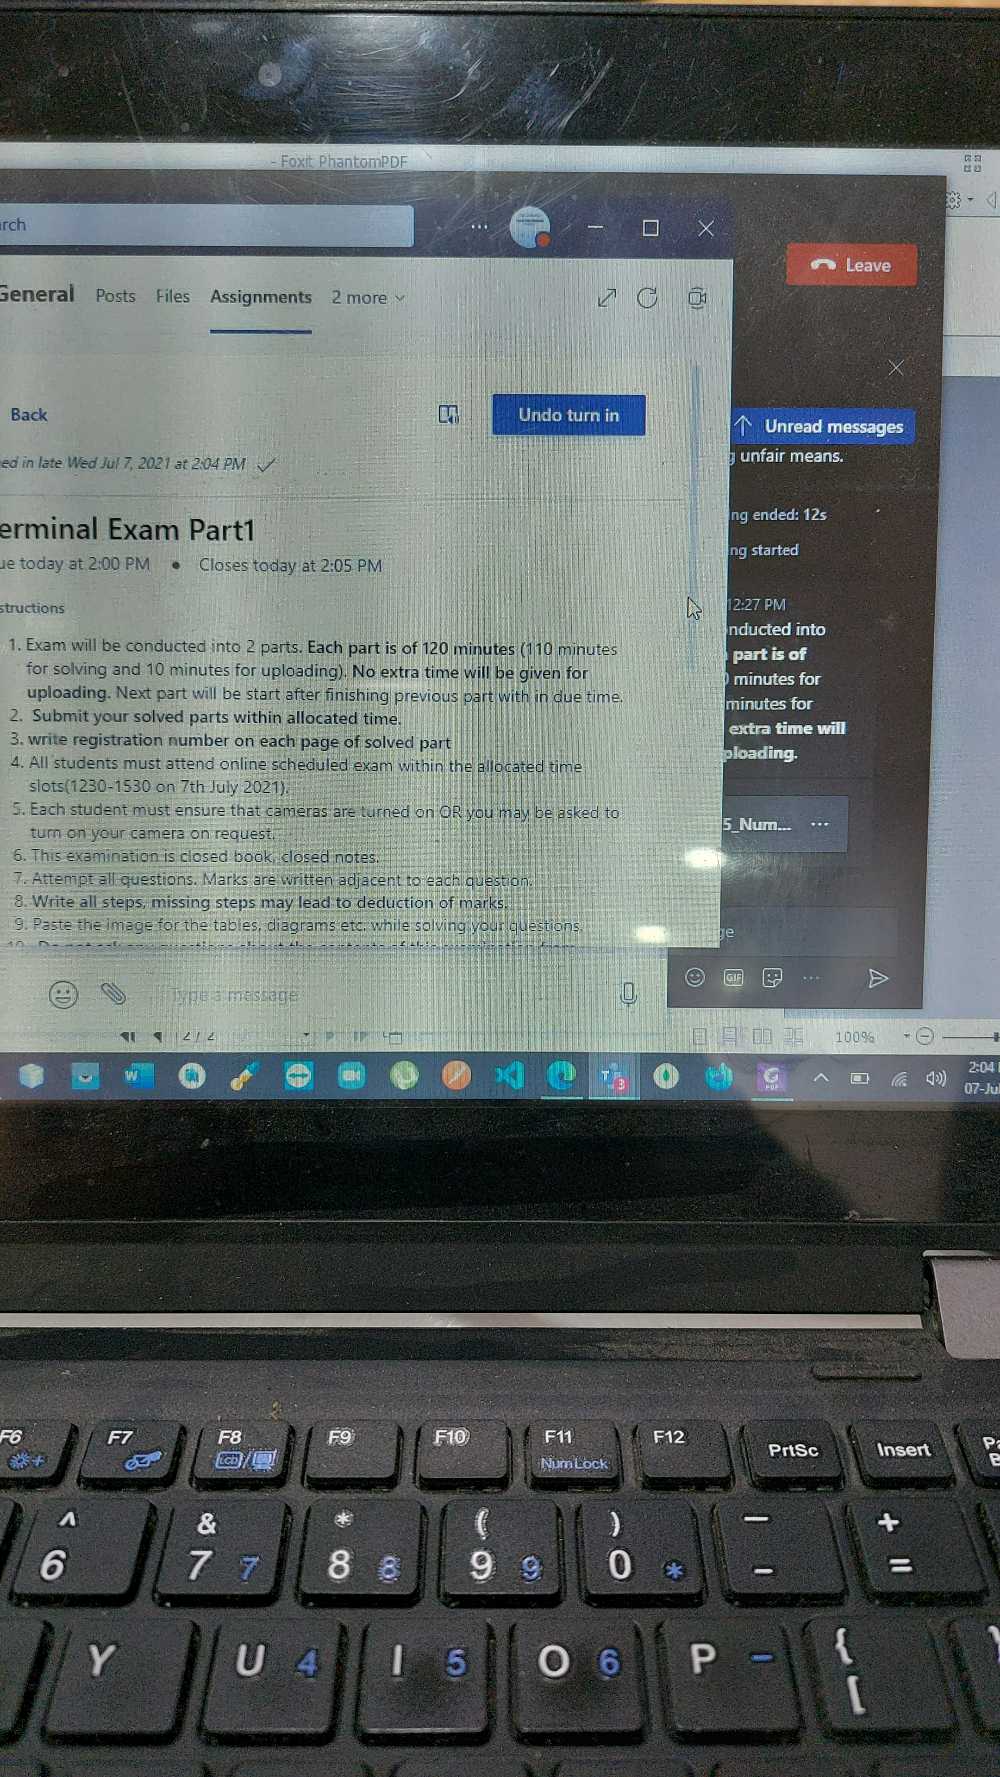 - Foxit PhantomPDF
rch
Leave
General Posts Files Assignments 2 more
Back
Undo turn in
Unread messages
ed in late Wed Jul 7, 2021 at 2:04 PM
unfair means.
erminal Exam Part1
ng ended: 12s
ue today at 2:00 PM • Closes today at 2:05 PM
ng started
structions
12:27 PM
1. Exam will be conducted into 2 parts. Each part is of 120 minutes (110 minutes
for solving and 10 minutes for uploading). No extra time will be given for
uploading. Next part will be start after finishing previous part with in due time.
2. Submit your solved parts within allocated time.
3. write registration number on each page of solved part
4. All students must attend online scheduled exam within the allocated time
slots(1230-1530 on 7th July 2021).
5. Each student must ensure that cameras are turned on OR you may be asked to
turn on your camera on request.
6. This examination is closed book, closed notes.
7. Attempt all questions. Marks are written adjacent to each question.
8. Write all steps, missing steps may lead to deduction of marks.
9. Paste the image for the tables, diagrams etc. while solving your questions.
nducted into
part is of
minutes for
minutes for
extra time will
ploading.
5_Num... ...
ge
GIF
Type a message
2 / 2
100%
3
2:04
07-Jul
F6 F7 F8 F9 F10 F11 F12 PrtSc Insert
LCD/ NumLock
^ & * ( ) — +
6 7 7 8 8 9 9 0 * - =
Y U 4 I 5 O 6 P - {
[